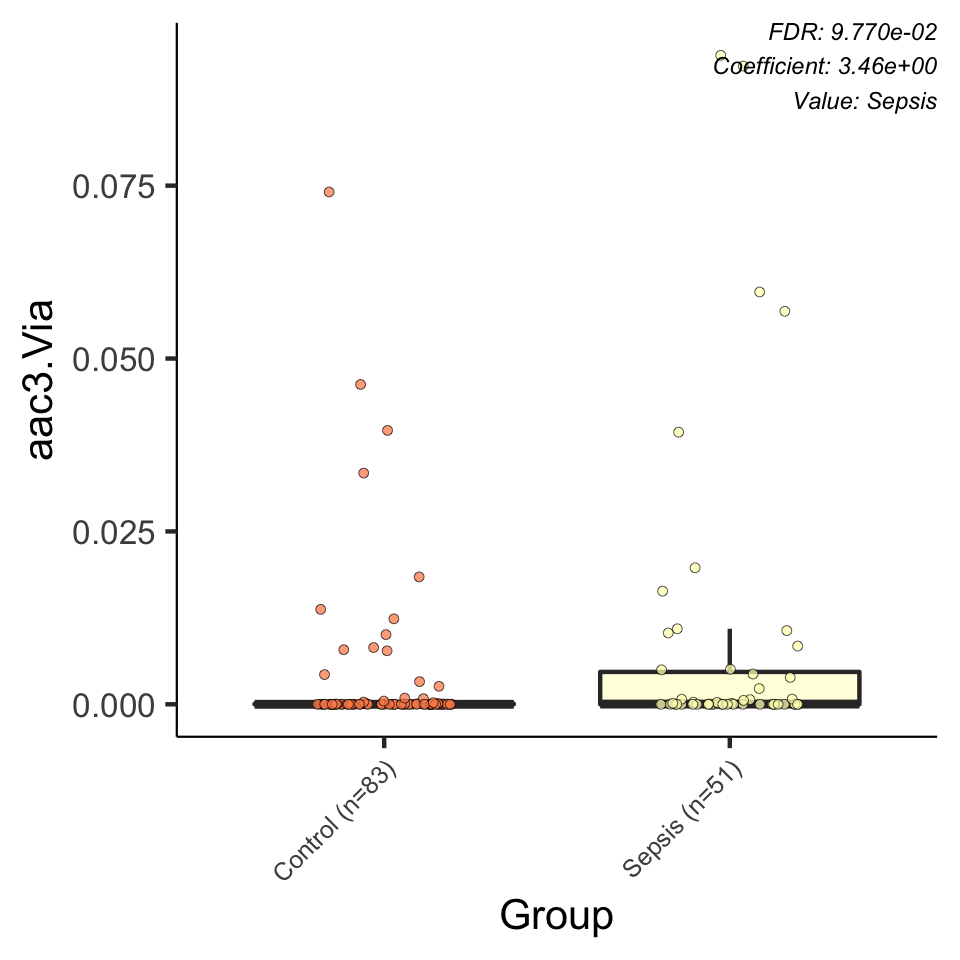 FDR: 9.770e-02
Coefficient: 3.46e+00
Value: Sepsis
0.075
0.050
0.025
0.000
aac3.Via
Control (n=83)
Sepsis (n=51)
Group